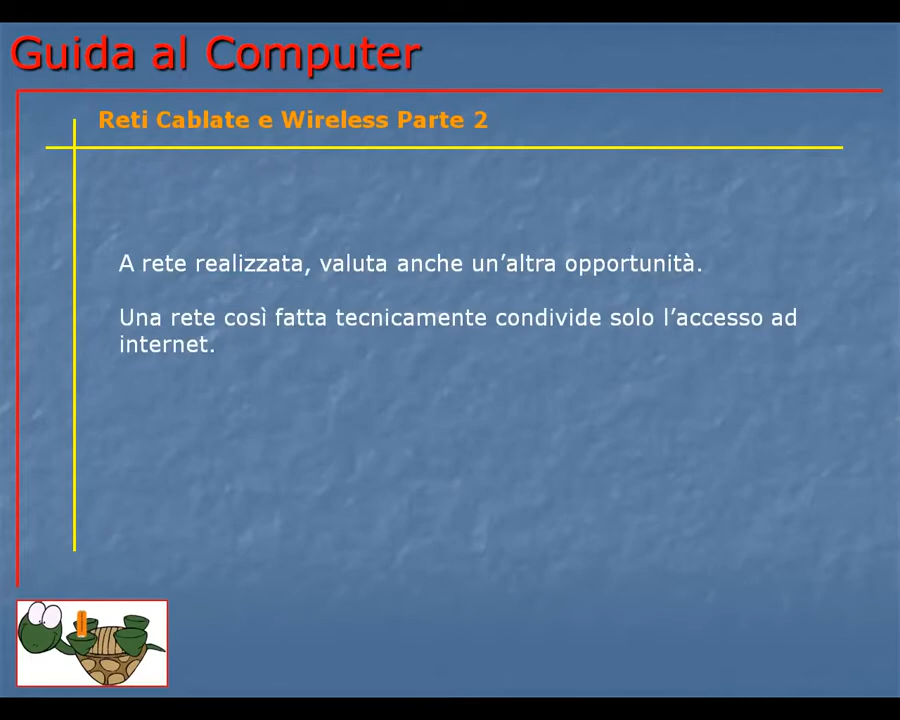 Guida al Computer
Reti Cablate e Wireless Parte 2
A rete realizzata, valuta anche un’altra opportunità.
Una rete così fatta tecnicamente condivide solo l’accesso ad
internet.